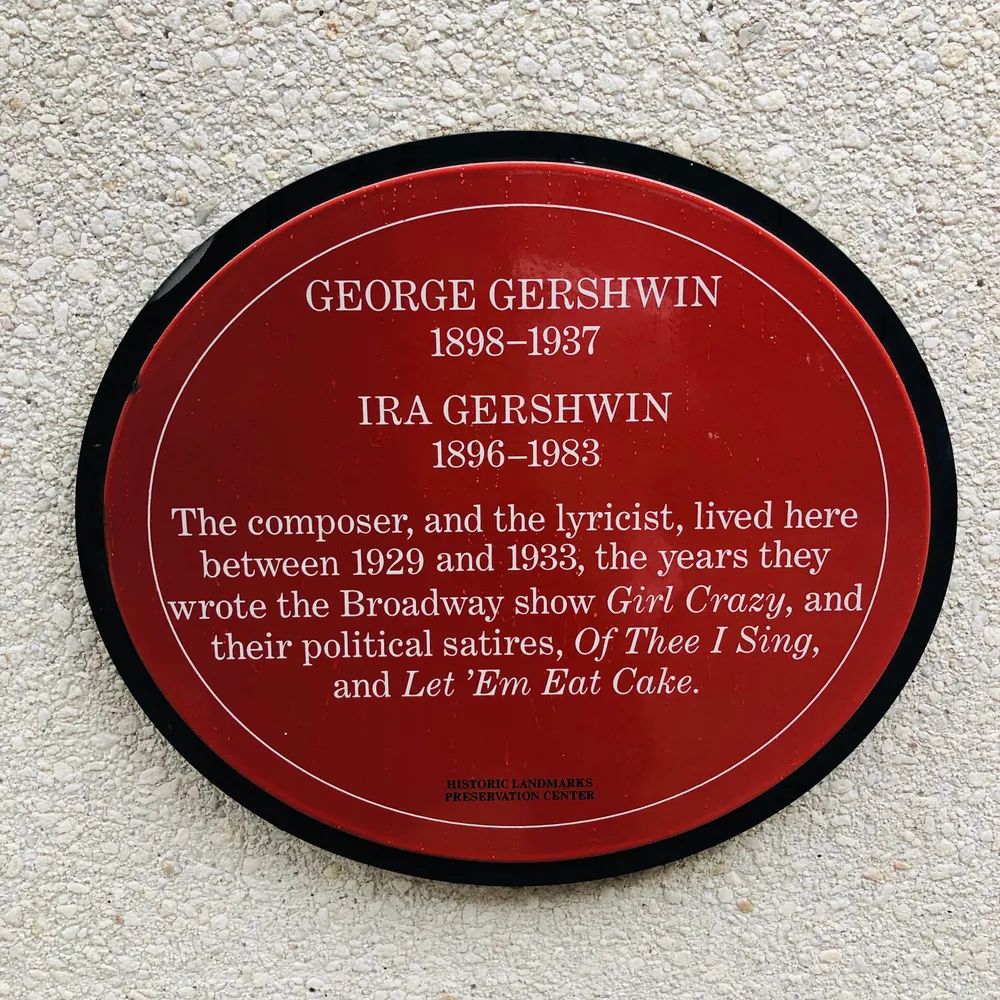 GEORGE GERSHWIN
1898–1937
IRA GERSHWIN
1896–1983
The composer, and the lyricist, lived here
between 1929 and 1933, the years they
wrote the Broadway show Girl Crazy, and
their political satires, Of Thee I Sing,
and Let ’Em Eat Cake.
HISTORIC LANDMARKS
PRESERVATION CENTER